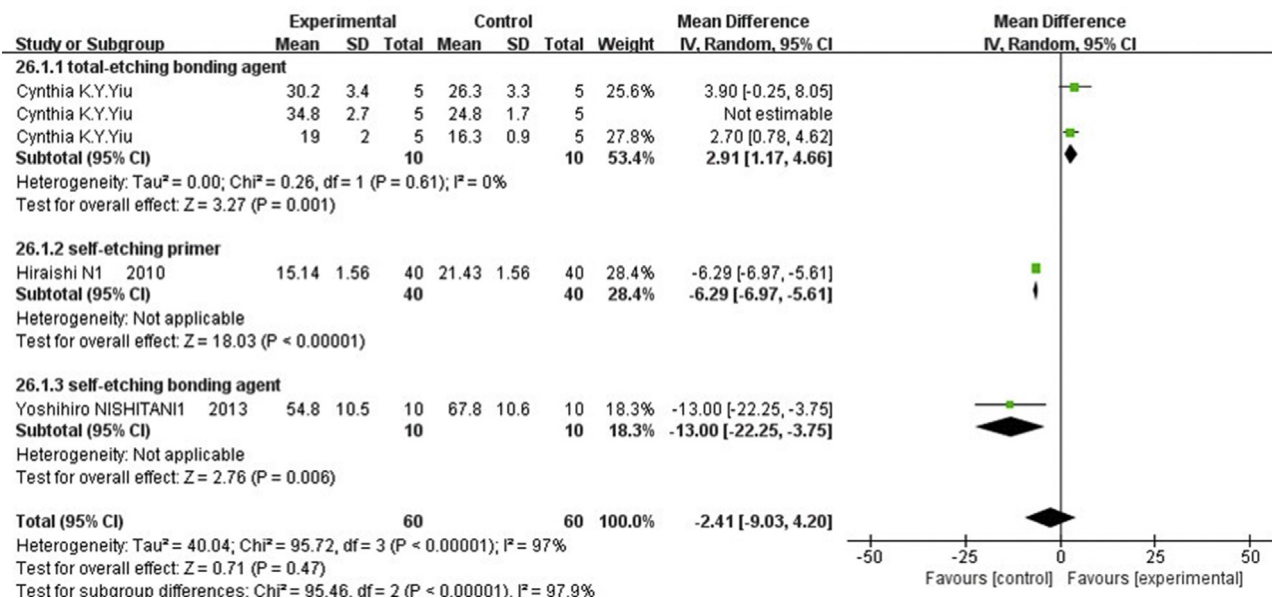 Experimental Control Mean Difference Mean Difference
Study or Subgroup Mean SD Total Mean SD Total Weight IV, Random, 95% CI IV, Random, 95% CI
26.1.1 total-etching bonding agent
Cynthia K.Y.Yiu 30.2 3.4 5 26.3 3.3 5 25.6% 3.90 [-0.25, 8.05]
Cynthia K.Y.Yiu 34.8 2.7 5 24.8 1.7 5 Not estimable
Cynthia K.Y.Yiu 19 2 5 16.3 0.9 5 27.8% 2.70 [0.78, 4.62]
Subtotal (95% CI) 10 10 53.4% 2.91 [1.17, 4.66]
Heterogeneity: Tau² = 0.00; Chi² = 0.26, df = 1 (P = 0.61); I² = 0%
Test for overall effect: Z = 3.27 (P = 0.001)
26.1.2 self-etching primer
Hiraishi N1 2010 15.14 1.56 40 21.43 1.56 40 28.4% -6.29 [-6.97, -5.61]
Subtotal (95% CI) 40 40 28.4% -6.29 [-6.97, -5.61]
Heterogeneity: Not applicable
Test for overall effect: Z = 18.03 (P < 0.00001)
26.1.3 self-etching bonding agent
Yoshihiro NISHITANI1 2013 54.8 10.5 10 67.8 10.6 10 18.3% -13.00 [-22.25, -3.75]
Subtotal (95% CI) 10 10 18.3% -13.00 [-22.25, -3.75]
Heterogeneity: Not applicable
Test for overall effect: Z = 2.76 (P = 0.006)
Total (95% CI) 60 60 100.0% -2.41 [-9.03, 4.20]
Heterogeneity: Tau² = 40.04; Chi² = 95.72, df = 3 (P < 0.00001); I² = 97%
Test for overall effect: Z = 0.71 (P = 0.47)
Test for subgroup differences: Chi² = 95.46, df = 2 (P < 0.00001), I² = 97.9%
-50 -25 0 25 50
Favours [control] Favours [experimental]